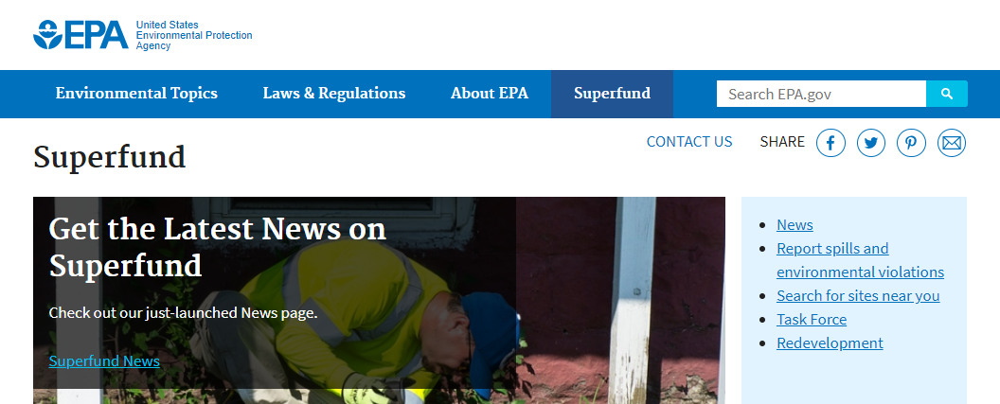 EPA
United States
Environmental Protection
Agency
Environmental Topics
Laws & Regulations
About EPA
Superfund
Search EPA.gov
CONTACT US
SHARE
Superfund
Get the Latest News on
Superfund
Check out our just-launched News page.
Superfund News
News
Report spills and
environmental violations
Search for sites near you
Task Force
Redevelopment